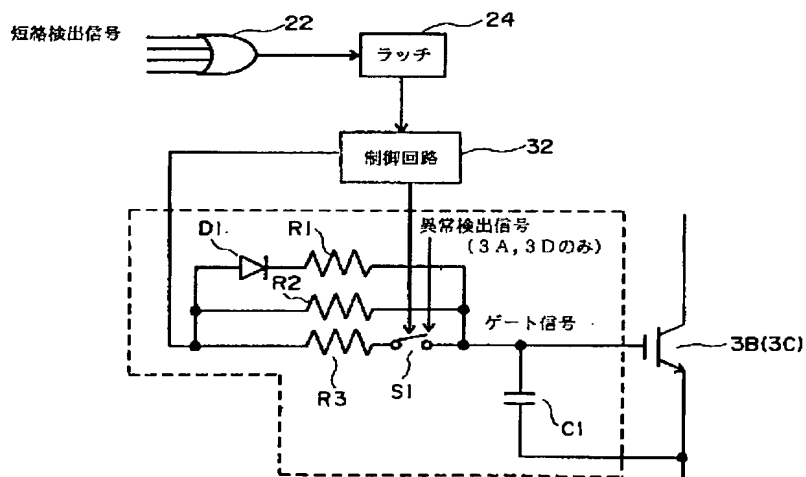 22
24
短絡検出信号
ラッチ
制御回路
32
異常検出信号
(3A,3Dのみ)
D1
R1
R2
ゲート信号
3B(3C)
R3
S1
C1